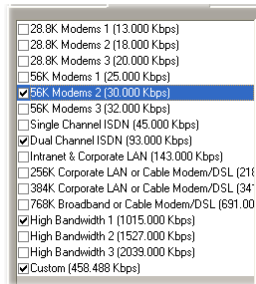 28.8K Modems 1 (13.000 Kbps)
28.8K Modems 2 (18.000 Kbps)
28.8K Modems 3 (20.000 Kbps)
56K Modems 1 (25.000 Kbps)
56K Modems 2 (30.000 Kbps)
56K Modems 3 (32.000 Kbps)
Single Channel ISDN (45.000 Kbps)
Dual Channel ISDN (93.000 Kbps)
Intranet & Corporate LAN (143.000 Kbps)
256K Corporate LAN or Cable Modem/DSL (218
384K Corporate LAN or Cable Modem/DSL (34
768K Broadband or Cable Modem/DSL (691.00
High Bandwidth 1 (1015.000 Kbps)
High Bandwidth 2 (1527.000 Kbps)
High Bandwidth 3 (2039.000 Kbps)
Custom (458.488 Kbps)